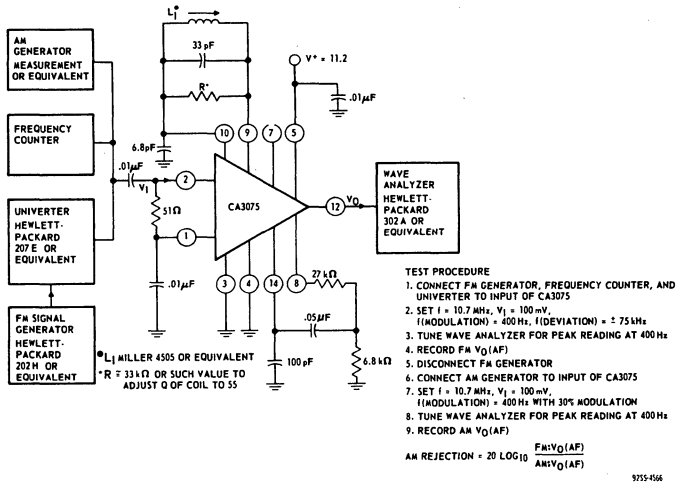 AM
GENERATOR
MEASUREMENT
OR EQUIVALENT
FREQUENCY
COUNTER
UNIVERTER
HEWLETT-
PACKARD
207 E OR
EQUIVALENT
FM SIGNAL
GENERATOR
HEWLETT-
PACKARD
202 H OR
EQUIVALENT
L1●
33 pF
R*
6.8pF
.01μF
V1
51Ω
.01μF
V+ = 11.2
.01μF
10
9
7
5
2
1
CA3075
12
VO
3
4
14
8
27 kΩ
.05μF
100 pF
6.8 kΩ
WAVE
ANALYZER
HEWLETT-
PACKARD
302 A OR
EQUIVALENT
●L1 MILLER 4505 OR EQUIVALENT
*R = 33 kΩ OR SUCH VALUE TO
ADJUST Q OF COIL TO 55
TEST PROCEDURE
1. CONNECT FM GENERATOR, FREQUENCY COUNTER, AND
UNIVERTER TO INPUT OF CA3075
2. SET f = 10.7 MHz, V1 = 100 mV,
f(MODULATION) = 400 Hz, f(DEVIATION) = ± 75 kHz
3. TUNE WAVE ANALYZER FOR PEAK READING AT 400 Hz
4. RECORD FM VO(AF)
5. DISCONNECT FM GENERATOR
6. CONNECT AM GENERATOR TO INPUT OF CA3075
7. SET f = 10.7 MHz, V1 = 100 mV,
f(MODULATION) = 400 Hz WITH 30% MODULATION
8. TUNE WAVE ANALYZER FOR PEAK READING AT 400 Hz
9. RECORD AM VO(AF)
AM REJECTION = 20 LOG10 FM:VO(AF)
AM:VO(AF)
92SS-4566